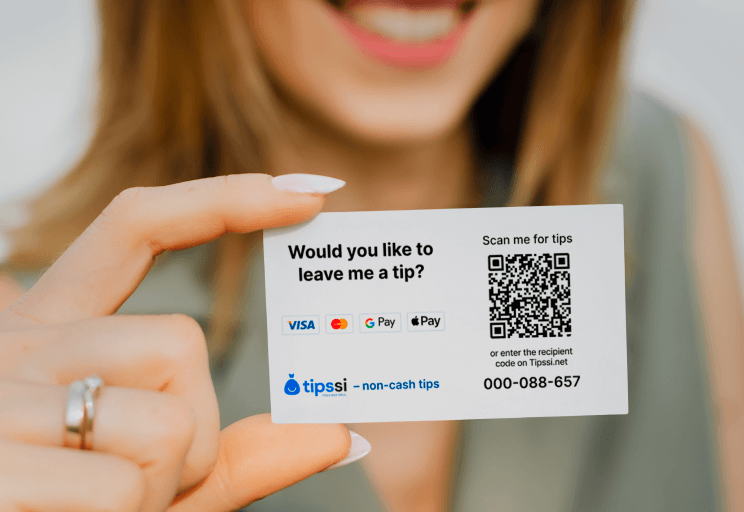 Would you like to
leave me a tip?
VISA
G Pay
Pay
tipssi – non-cash tips
Scan me for tips
or enter the recipient
code on Tipssi.net
000-088-657